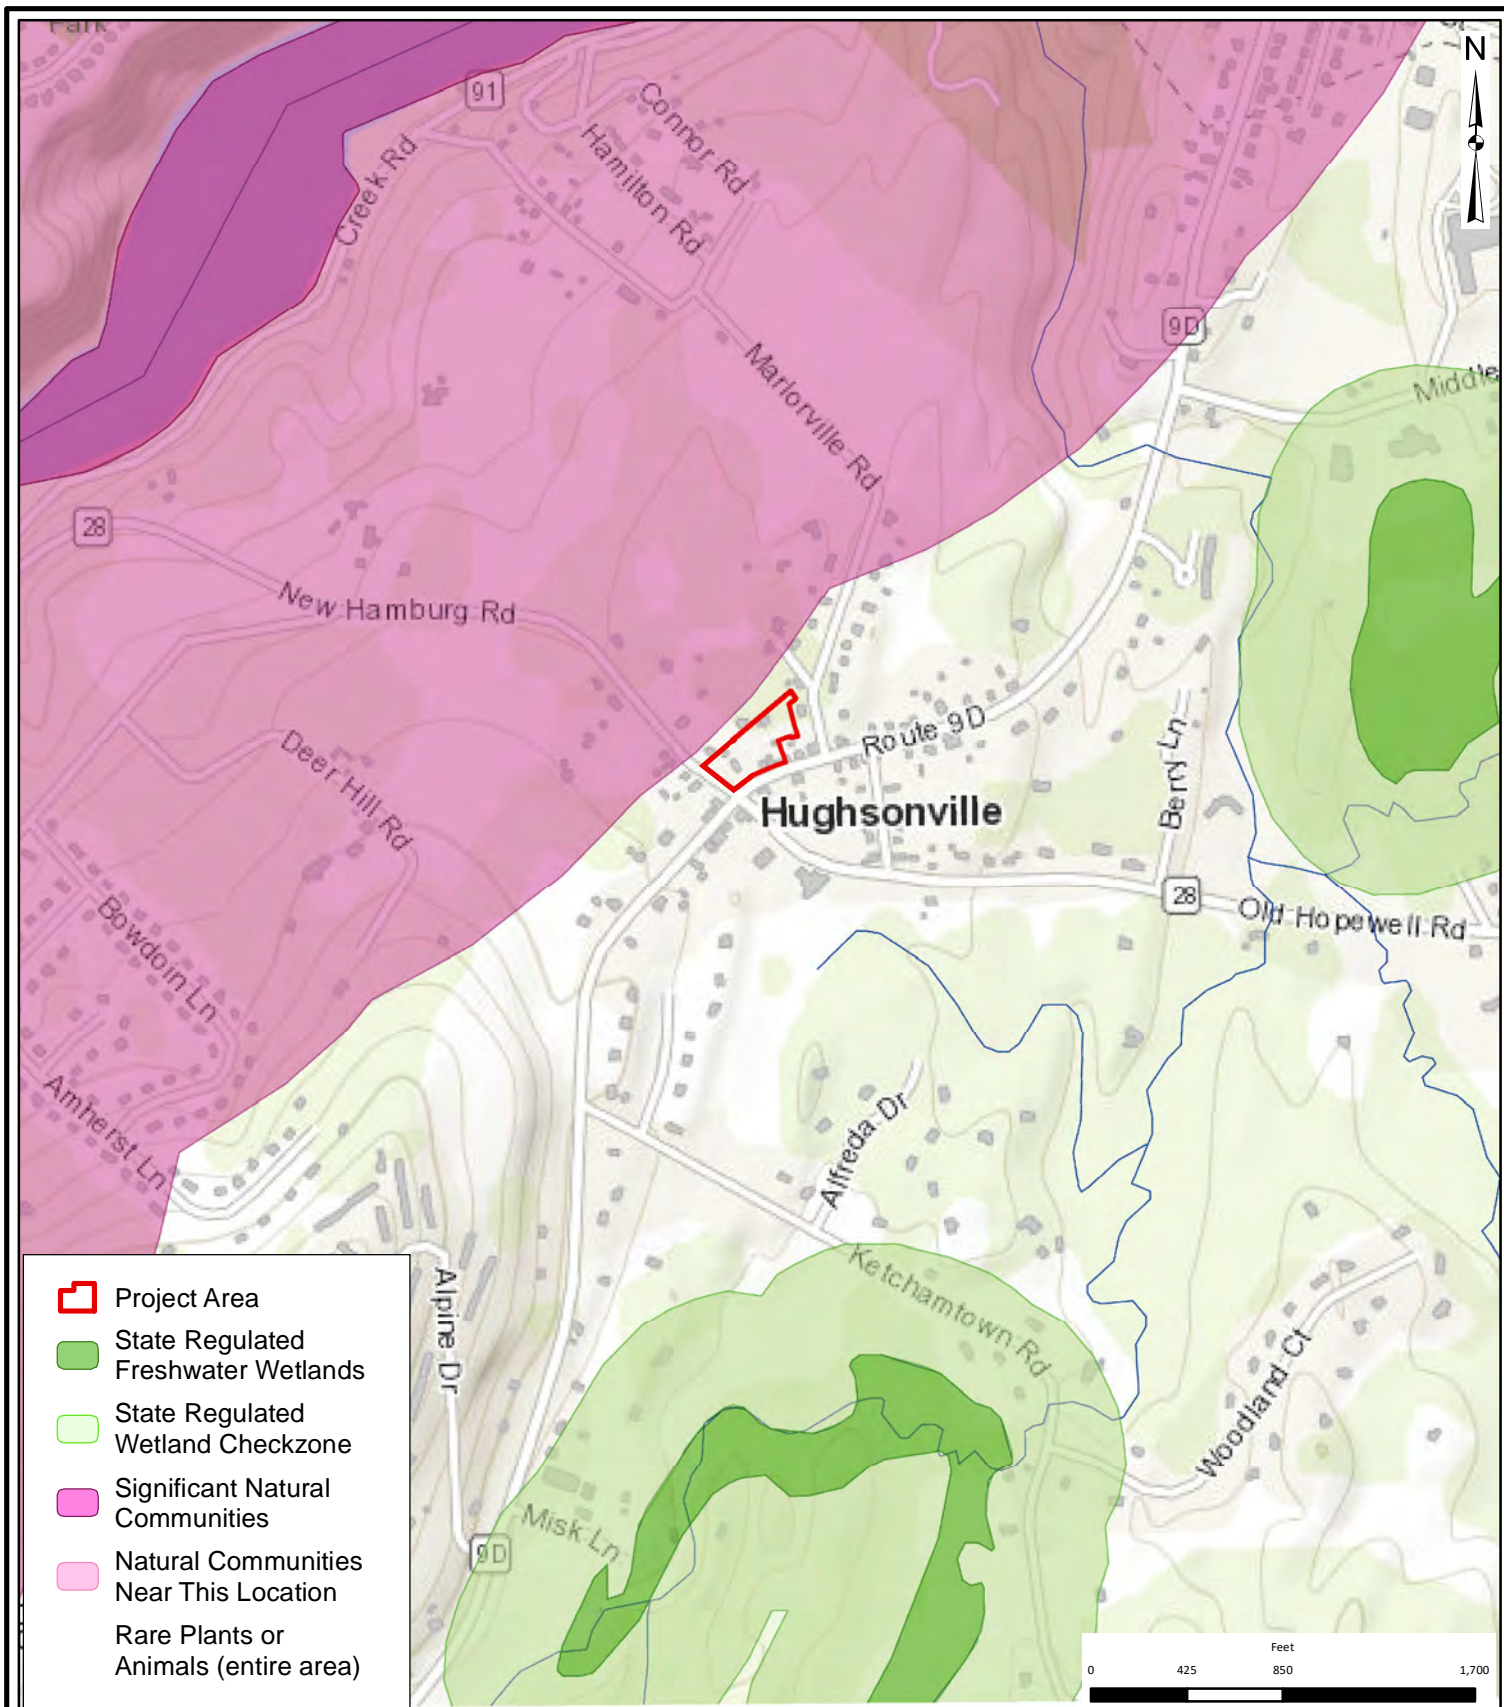 Park
N
91
Connor Rd
Hamilton Rd
Creek Rd
9D
Marlorville Rd
Middle
28
New Hamburg Rd
Route 9D
Berry Ln
Deer Hill Rd
Hughsonville
28
Old Hopewell Rd
Bowdoin Ln
Amherst Ln
Alfreda Dr
Ketchamtown Rd
Alpine Dr
Woodland Ct
Misk Ln
9D
Project Area
State Regulated
Freshwater Wetlands
State Regulated
Wetland Checkzone
Significant Natural
Communities
Natural Communities
Near This Location
Rare Plants or
Animals (entire area)
Feet
0 425 850 1,700